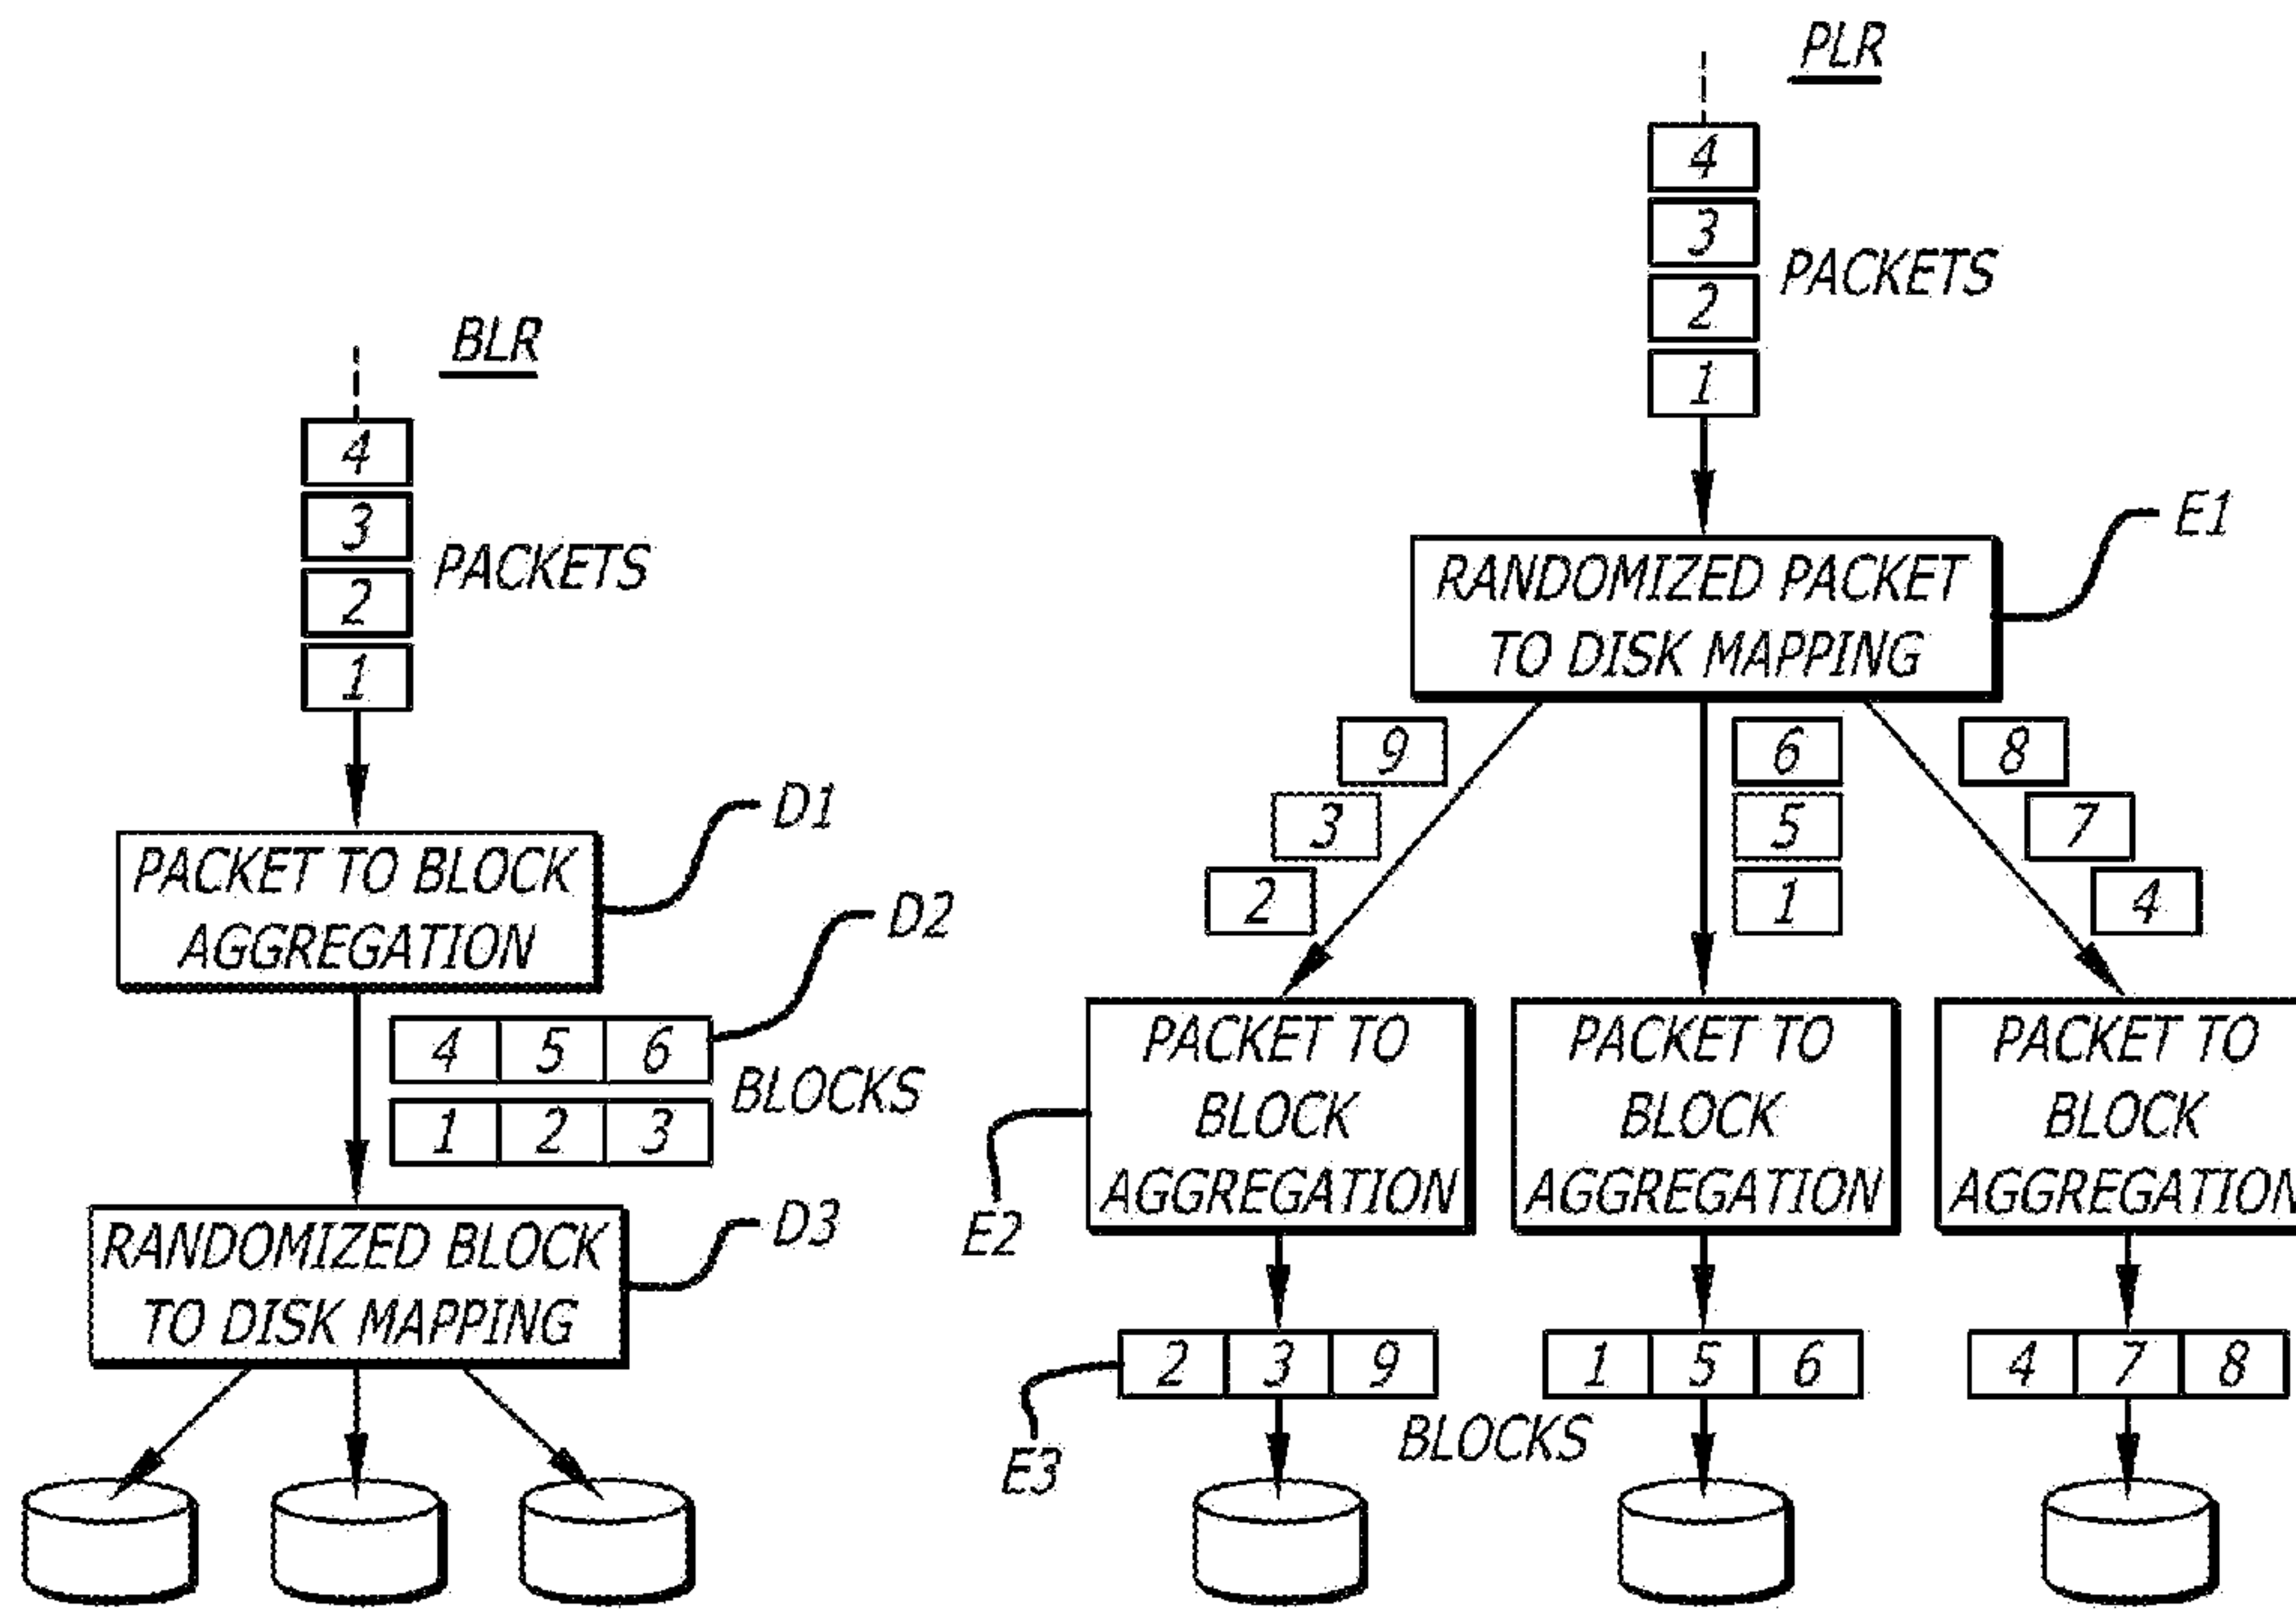 BLR
4
3
PACKETS
2
1
D1
PACKET TO BLOCK
AGGREGATION
D2
4 5 6
BLOCKS
1 2 3
D3
RANDOMIZED BLOCK
TO DISK MAPPING
PLR
4
3
PACKETS
2
1
E1
RANDOMIZED PACKET
TO DISK MAPPING
9
3
2
6
5
1
8
7
4
PACKET TO
BLOCK
AGGREGATION
PACKET TO
BLOCK
AGGREGATION
PACKET TO
BLOCK
AGGREGATION
E2
2 3 9
1 5 6
4 7 8
E3
BLOCKS